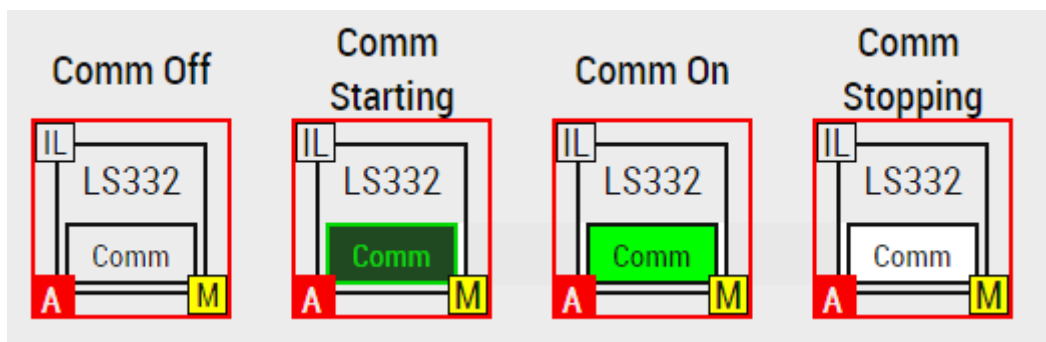 Comm Off
Comm
Starting
Comm On
Comm
Stopping
IL
LS332
Comm
A
M
IL
LS332
Comm
A
M
IL
LS332
Comm
A
M
IL
LS332
Comm
A
M